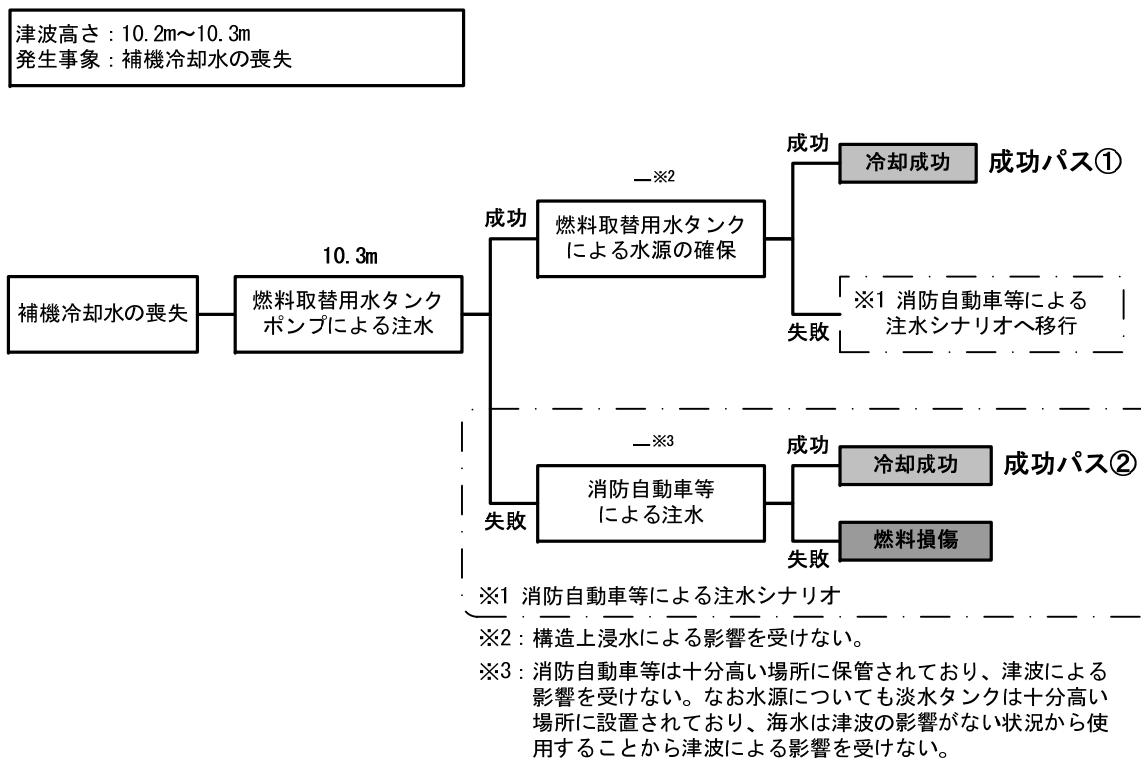 津波高さ：10.2m～10.3m
発生事象：補機冷却水の喪失
補機冷却水の喪失
10.3m
燃料取替用水タンク
ポンプによる注水
成功
—※2
燃料取替用水タンク
による水源の確保
成功
冷却成功
成功パス①
失敗
※1 消防自動車等による
注水シナリオへ移行
失敗
—※3
消防自動車等
による注水
成功
冷却成功
成功パス②
失敗
燃料損傷
※1 消防自動車等による注水シナリオ
※2：構造上浸水による影響を受けない。
※3：消防自動車等は十分高い場所に保管されており、津波による
影響を受けない。なお水源についても淡水タンクは十分高い
場所に設置されており、海水は津波の影響がない状況から使
用することから津波による影響を受けない。